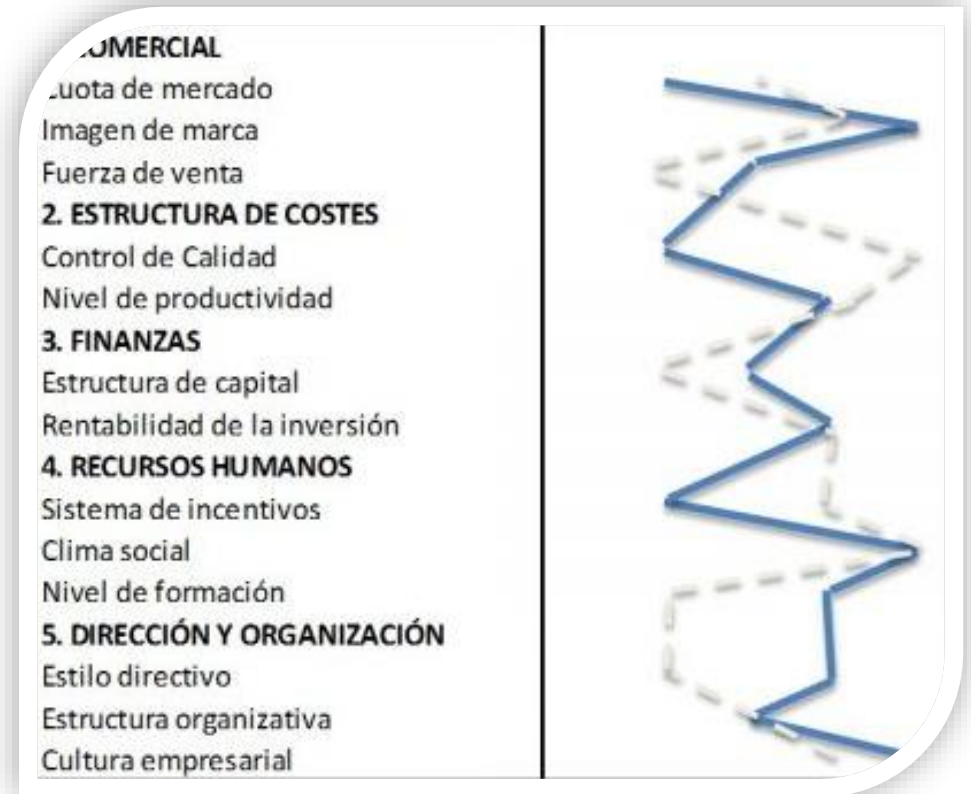 COMERCIAL
Cuota de mercado
Imagen de marca
Fuerza de venta
2. ESTRUCTURA DE COSTES
Control de Calidad
Nivel de productividad
3. FINANZAS
Estructura de capital
Rentabilidad de la inversión
4. RECURSOS HUMANOS
Sistema de incentivos
Clima social
Nivel de formación
5. DIRECCIÓN Y ORGANIZACIÓN
Estilo directivo
Estructura organizativa
Cultura empresarial